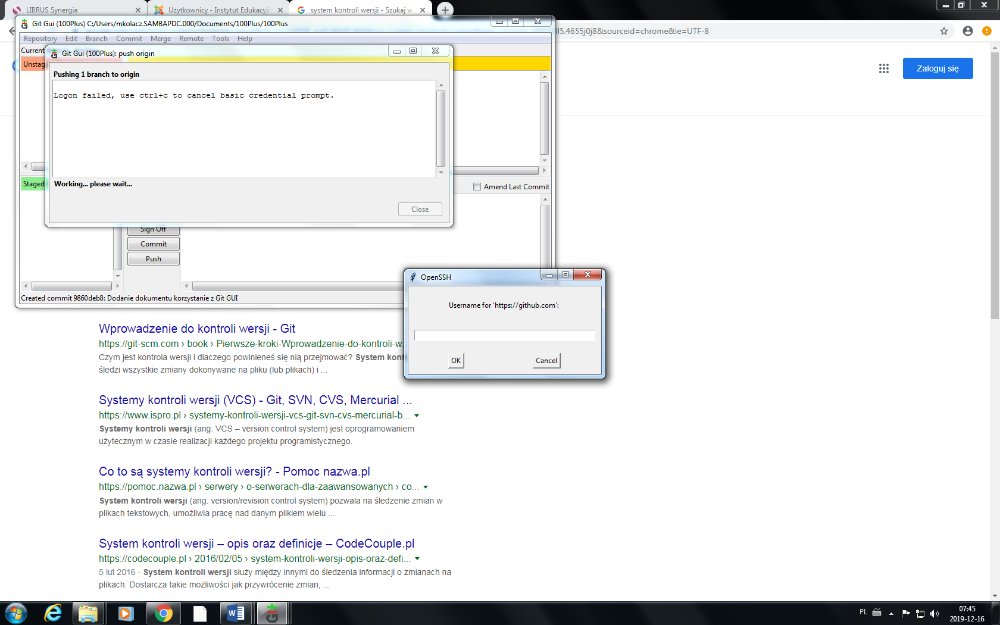 LIBRUS Synergia
Użytkownicy - Instytut Edukacyjn
system kontroli wersji - Szukaj w
Git Gui (100Plus) C:/Users/mkolacz.SAMBAPDC.000/Documents/100Plus/100Plus
0l5.4655j0j8&sourceid=chrome&ie=UTF-8
Repository Edit Branch Commit Merge Remote Tools Help
Current
Git Gui (100Plus): push origin
Unstag
Zaloguj się
Pushing 1 branch to origin
Logon failed, use ctrl+c to cancel basic credential prompt.
Working... please wait...
Staged
Amend Last Commit
Close
Sign Off
Commit
Push
OpenSSH
Created commit 9860deb8: Dodanie dokumentu korzystanie z Git GUI
Username for 'https://github.com':
OK
Cancel
Wprowadzenie do kontroli wersji - Git
https://git-scm.com › book › Pierwsze-kroki-Wprowadzenie-do-kontroli-w...
Czym jest kontrola wersji i dlaczego powinieneś się nią przejmować? System kont
śledzi wszystkie zmiany dokonywane na pliku (lub plikach) i ...
Systemy kontroli wersji (VCS) - Git, SVN, CVS, Mercurial ...
https://www.ispro.pl › systemy-kontroli-wersji-vcs-git-svn-cvs-mercurial-b...
Systemy kontroli wersji (ang. VCS – version control system) jest oprogramowaniem
użytecznym w czasie realizacji każdego projektu programistycznego.
Co to są systemy kontroli wersji? - Pomoc nazwa.pl
https://pomoc.nazwa.pl › serwery › o-serwerach-dla-zaawansowanych › co...
System kontroli wersji (ang. version/revision control system) pozwala na śledzenie zmian w
plikach tekstowych, umożliwia pracę nad danym plikiem wielu ...
System kontroli wersji – opis oraz definicje – CodeCouple.pl
https://codecouple.pl › 2016/02/05 › system-kontroli-wersji-opis-oraz-defi...
5 lut 2016 - System kontroli wersji służy między innymi do śledzenia informacji o zmianach na
plikach. Dostarcza takie możliwości jak przywrócenie zmian, ...
PL
07:45
2019-12-16